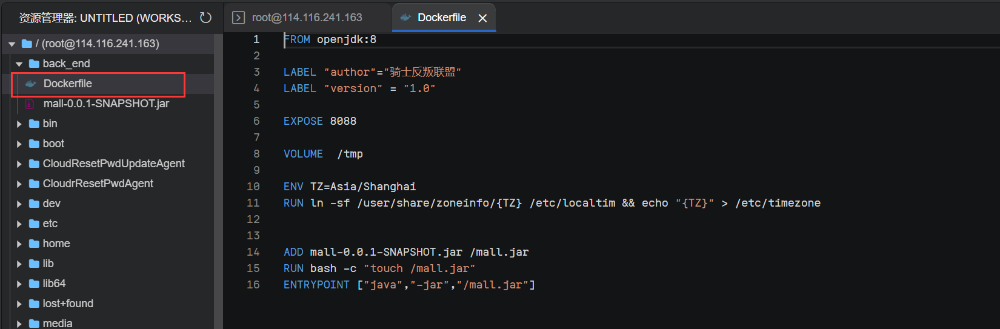 资源管理器: UNTITLED (WORKS...
/ (root@114.116.241.163)
back_end
Dockerfile
mall-0.0.1-SNAPSHOT.jar
bin
boot
CloudResetPwdUpdateAgent
CloudrResetPwdAgent
dev
etc
home
lib
lib64
lost+found
media
root@114.116.241.163 Dockerfile
1 FROM openjdk:8
2
3 LABEL "author"="骑士反叛联盟"
4 LABEL "version" = "1.0"
5
6 EXPOSE 8088
7
8 VOLUME  /tmp
9
10 ENV TZ=Asia/Shanghai
11 RUN ln -sf /user/share/zoneinfo/{TZ} /etc/localtim && echo "{TZ}" > /etc/timezone
12
13
14 ADD mall-0.0.1-SNAPSHOT.jar /mall.jar
15 RUN bash -c "touch /mall.jar"
16 ENTRYPOINT ["java","-jar","/mall.jar"]